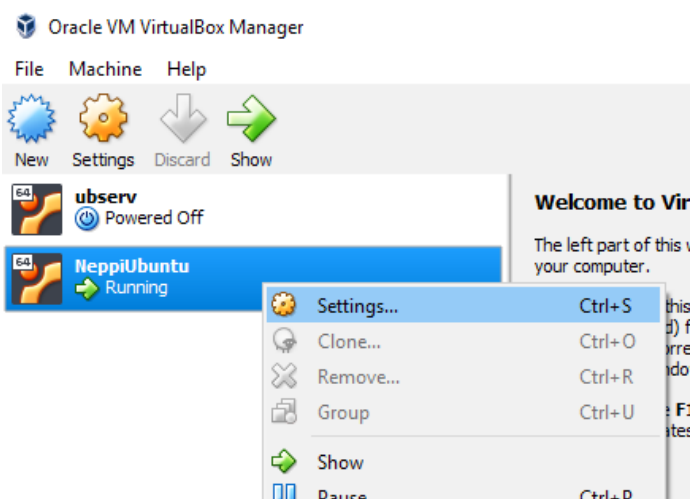 Oracle VM VirtualBox Manager
File Machine Help
New Settings Discard Show
64
ubserv
Powered Off
64
NeppiUbuntu
Running
Welcome to Vir
The left part of this
your computer.
Settings... Ctrl+S
this
Clone... Ctrl+O
Remove... Ctrl+R
Group Ctrl+U
Show
Pause Ctrl+P